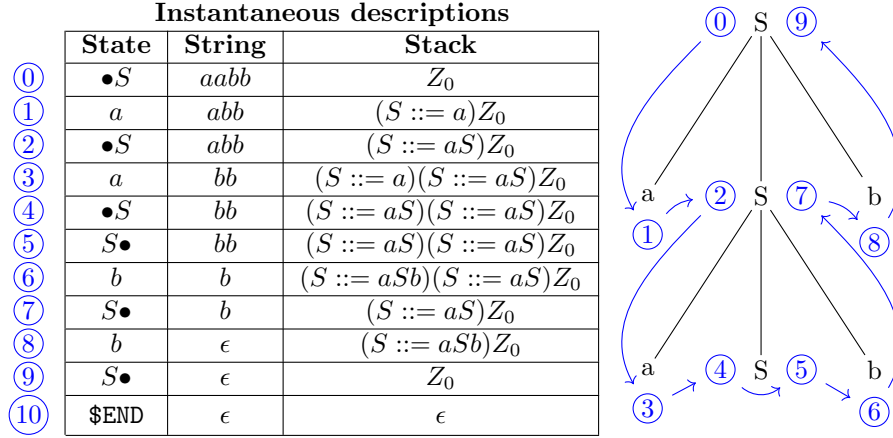 Instantaneous descriptions
State String Stack
0 •S aabb Z₀
1 a abb (S ::= a)Z₀
2 •S abb (S ::= aS)Z₀
3 a bb (S ::= a)(S ::= aS)Z₀
4 •S bb (S ::= aS)(S ::= aS)Z₀
5 S• bb (S ::= aS)(S ::= aS)Z₀
6 b b (S ::= aSb)(S ::= aS)Z₀
7 S• b (S ::= aS)Z₀
8 b ϵ (S ::= aSb)Z₀
9 S• ϵ Z₀
10 $END ϵ ϵ
0 S 9
a 2 S 7 b
1 8
a 4 S 5 b
3 6